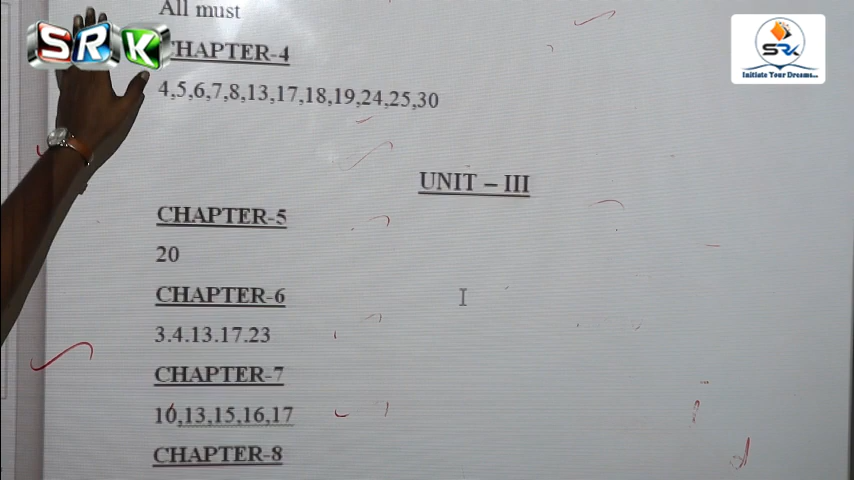 All must
SRK
CHAPTER-4
SRK
Initiate Your Dreams...
4,5,6,7,8,13,17,18,19,24,25,30
UNIT – III
CHAPTER-5
20
CHAPTER-6
3.4.13.17.23
CHAPTER-7
10,13,15,16,17
CHAPTER-8